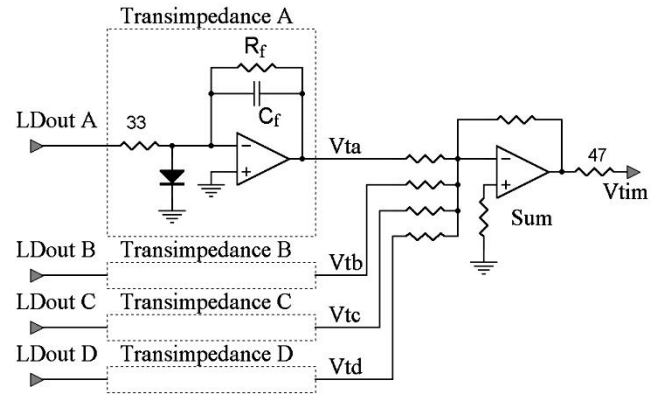 Transimpedance A
Rf
Cf
LDout A
33
−
+
Vta
−
+
47
Vtim
Sum
LDout B
Transimpedance B
Vtb
LDout C
Transimpedance C
Vtc
LDout D
Transimpedance D
Vtd